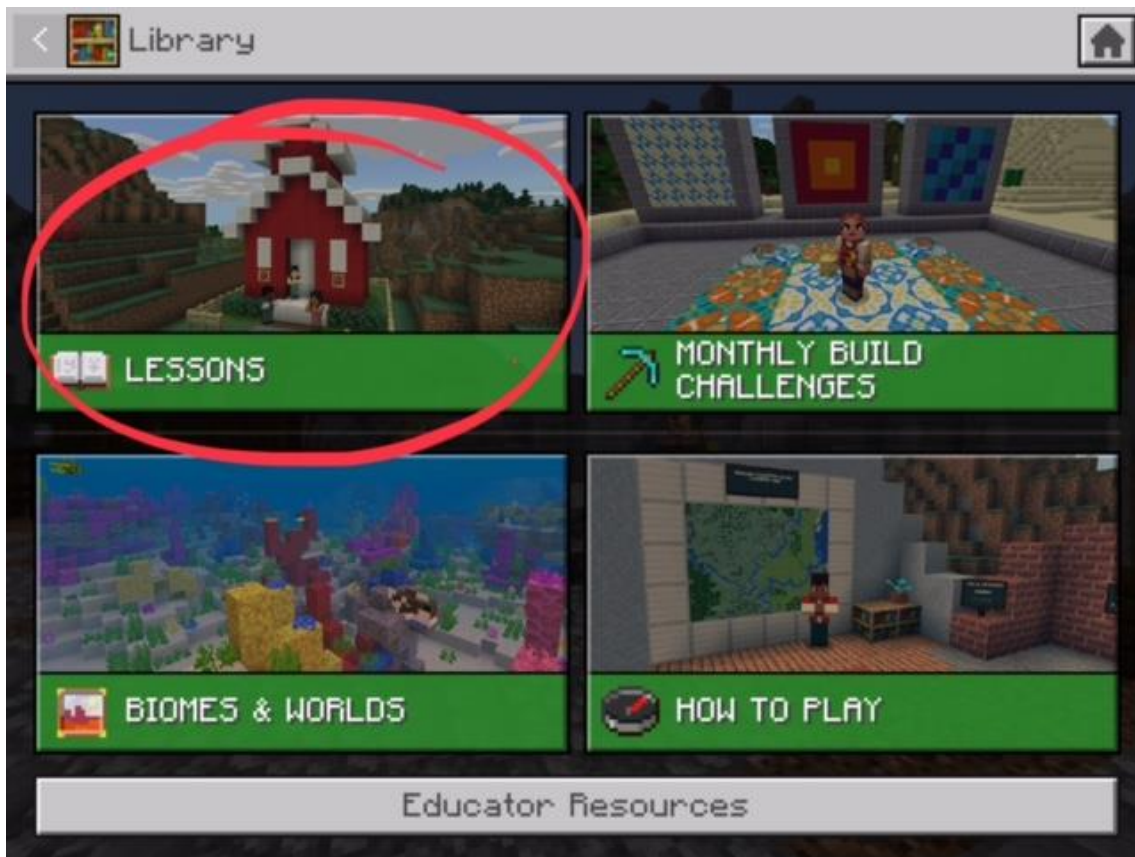 Library
LESSONS
MONTHLY BUILD
CHALLENGES
BIOMES & WORLDS
HOW TO PLAY
Educator Resources